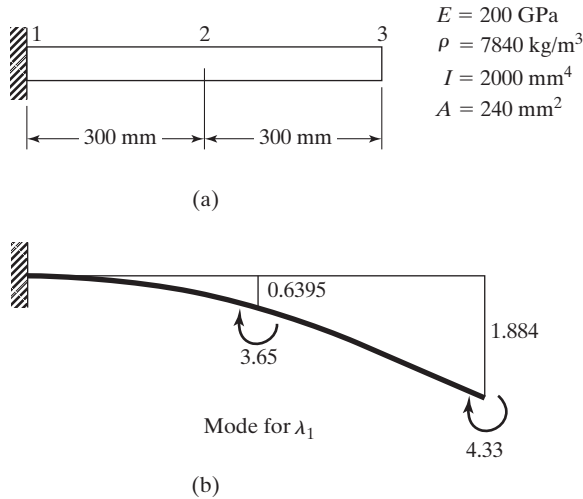 E = 200 GPa
ρ = 7840 kg/m³
I = 2000 mm⁴
A = 240 mm²
1 2 3
300 mm 300 mm
(a)
0.6395
1.884
3.65
4.33
Mode for λ₁
(b)